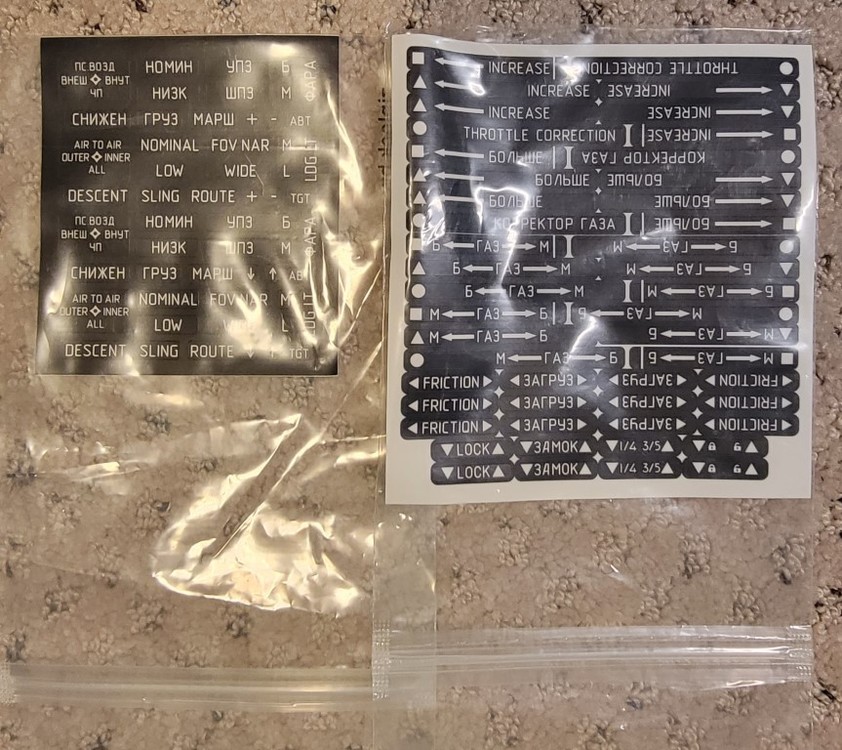 ПС ВОЗД НОМИН УПЗ Б ФАРА
ВНЕШ ВНУТ
ЧП НИЗК ШПЗ М
СНИЖЕН ГРУЗ МАРШ + - АВТ
AIR TO AIR NOMINAL FOV NAR M
OUTER INNER
ALL LOW WIDE L
DESCENT SLING ROUTE + - TGT
ПС ВОЗД НОМИН УПЗ Б ФАРА
ВНЕШ ВНУТ
ЧП НИЗК ШПЗ М
СНИЖЕН ГРУЗ МАРШ ↓ ↑
AIR TO AIR NOMINAL FOV NAR M
OUTER INNER
ALL LOW L
DESCENT SLING ROUTE TGT
INCREASE THROTTLE CORRECTION
INCREASE INCREASE
INCREASE INCREASE
THROTTLE CORRECTION INCREASE
БОЛЬШЕ КОРРЕКТОР ГАЗА
БОЛЬШЕ БОЛЬШЕ
БОЛЬШЕ БОЛЬШЕ
КОРРЕКТОР ГАЗА БОЛЬШЕ
Б ← ГАЗ → М М ← ГАЗ → Б
Б ← ГАЗ → М М ← ГАЗ → Б
Б ← ГАЗ → М М ← ГАЗ → Б
М ← ГАЗ → Б Б ← ГАЗ → М
М ← ГАЗ → Б Б ← ГАЗ → М
М ← ГАЗ → Б Б ← ГАЗ → М
◀ FRICTION ▶ ◀ ЗАГРУЗ ▶ ◀ ЗАГРУЗ ▶ ◀ FRICTION ▶
◀ FRICTION ▶ ◀ ЗАГРУЗ ▶ ◀ ЗАГРУЗ ▶ ◀ FRICTION ▶
◀ FRICTION ▶ ◀ ЗАГРУЗ ▶ ◀ ЗАГРУЗ ▶ ◀ FRICTION ▶
▼ LOCK ▲ ▼ ЗАМОК ▲ ▼ 1/4 3/5 ▲ ▼ 🔒 🔓 ▲
▼ LOCK ▲ ▼ ЗАМОК ▲ ▼ 1/4 3/5 ▲ ▼ 🔒 🔓 ▲